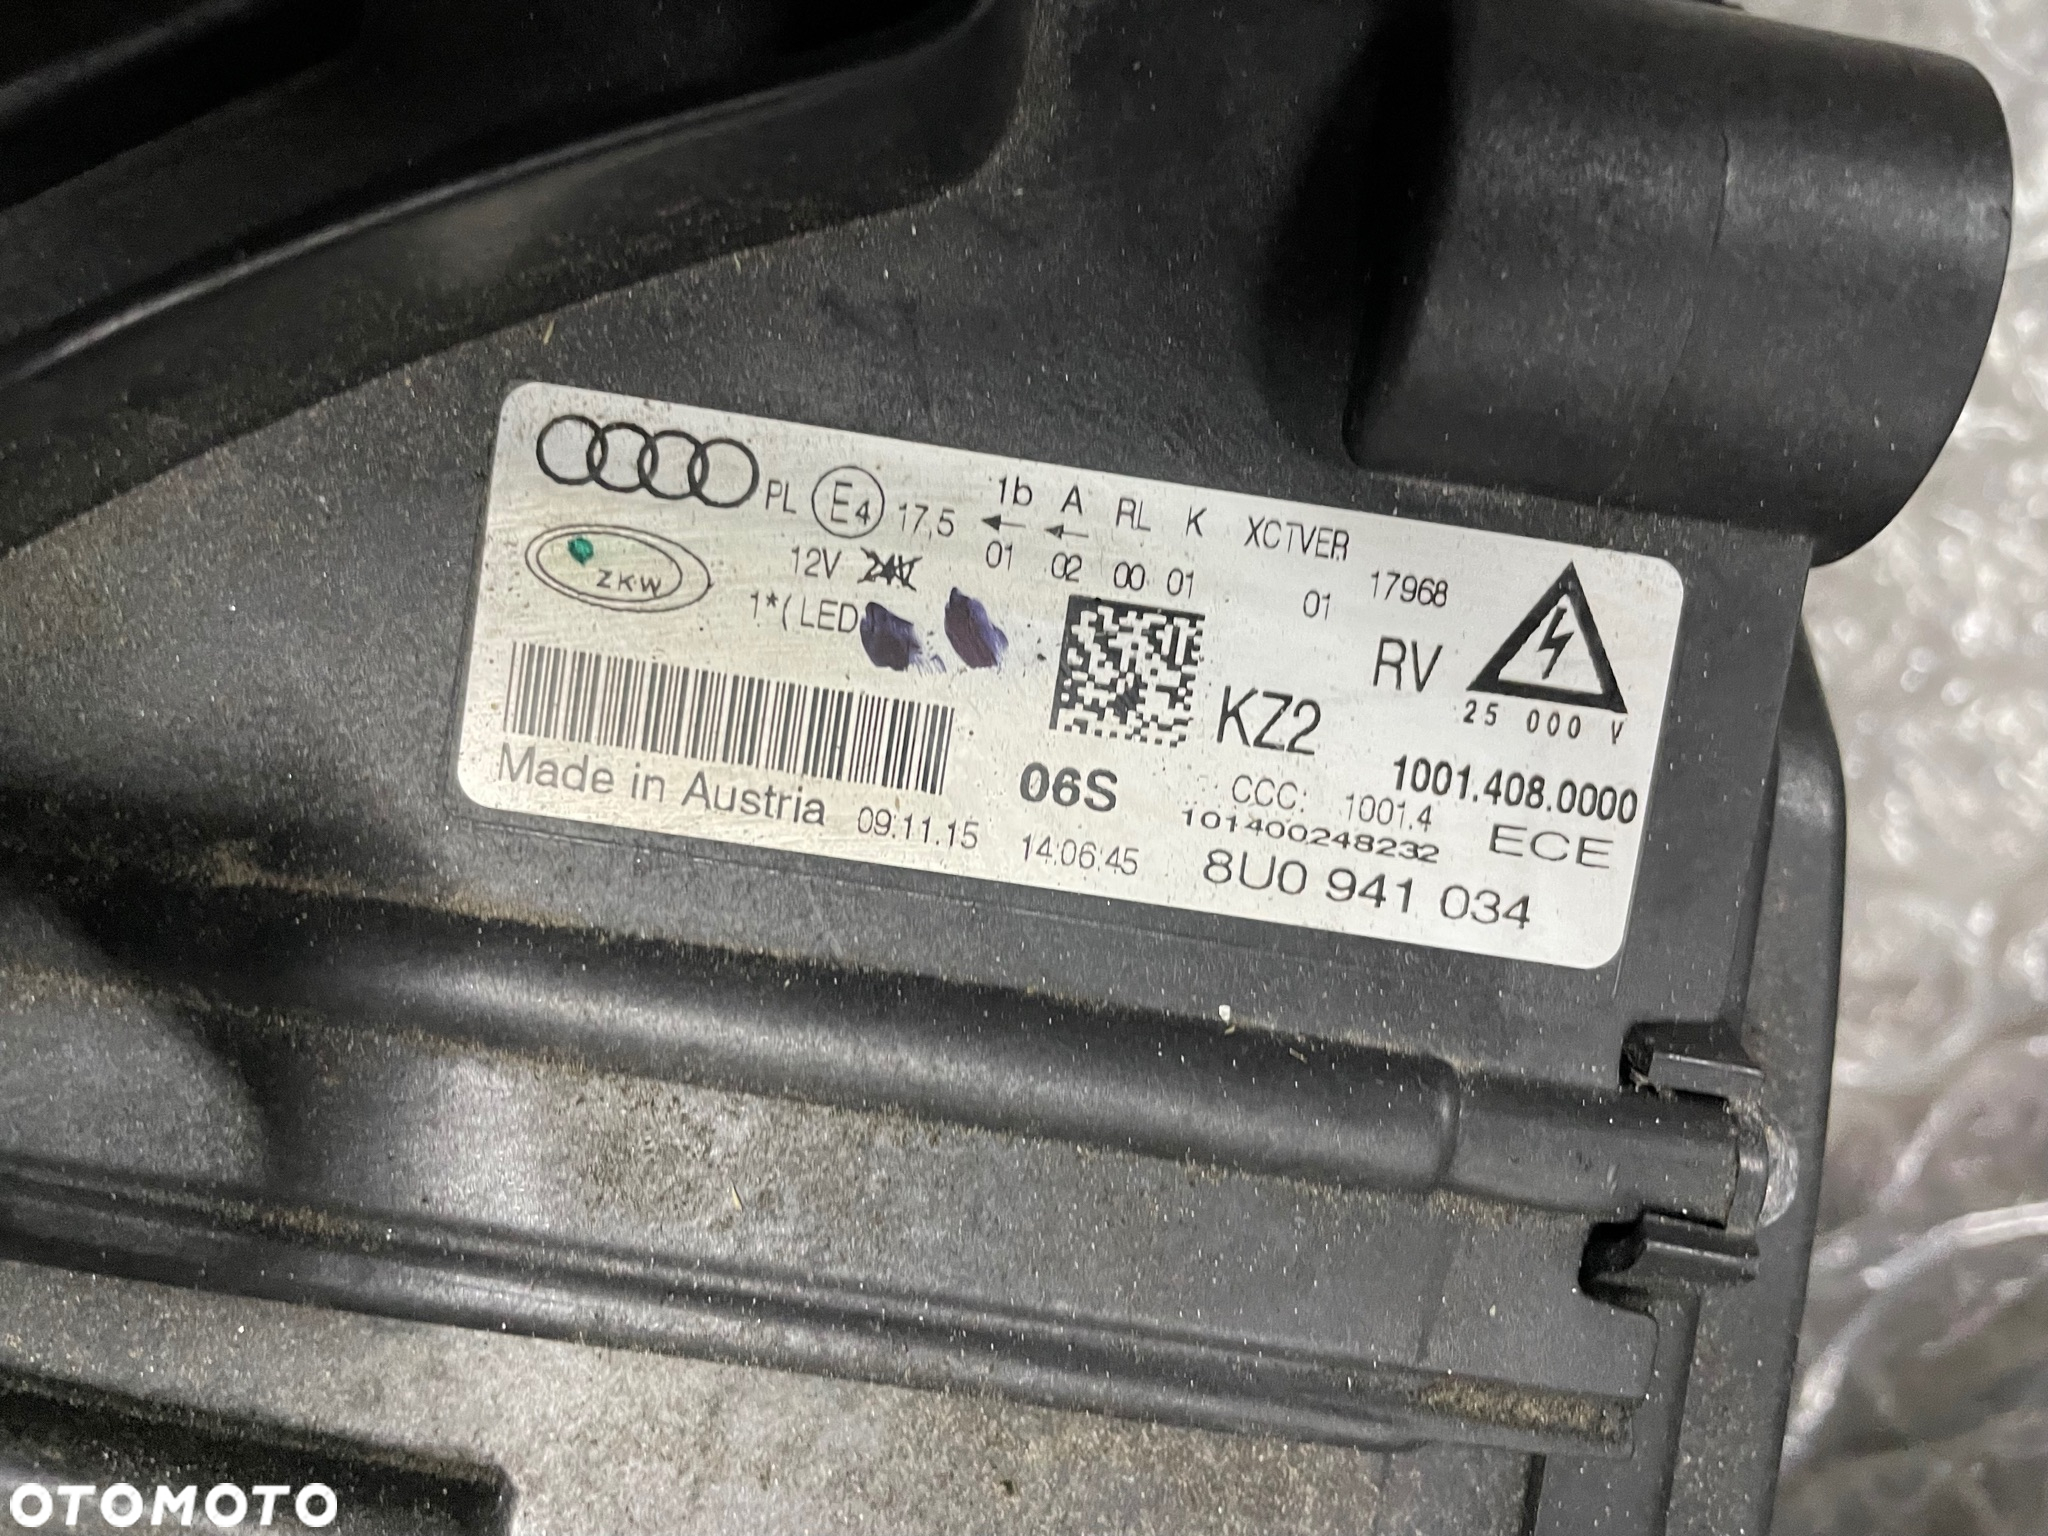 PL E4 17,5 1b A RL K XCTVER 17968
← ←
01 02 00 01 01
12V 24V
ZKW
1*(LED
RV
25 000 V
KZ2
1001.408.0000
06S
CCC: 1001.4
ECE
Made in Austria 09.11.15 14:06:45
101400248232
8U0 941 034
OTOMOTO